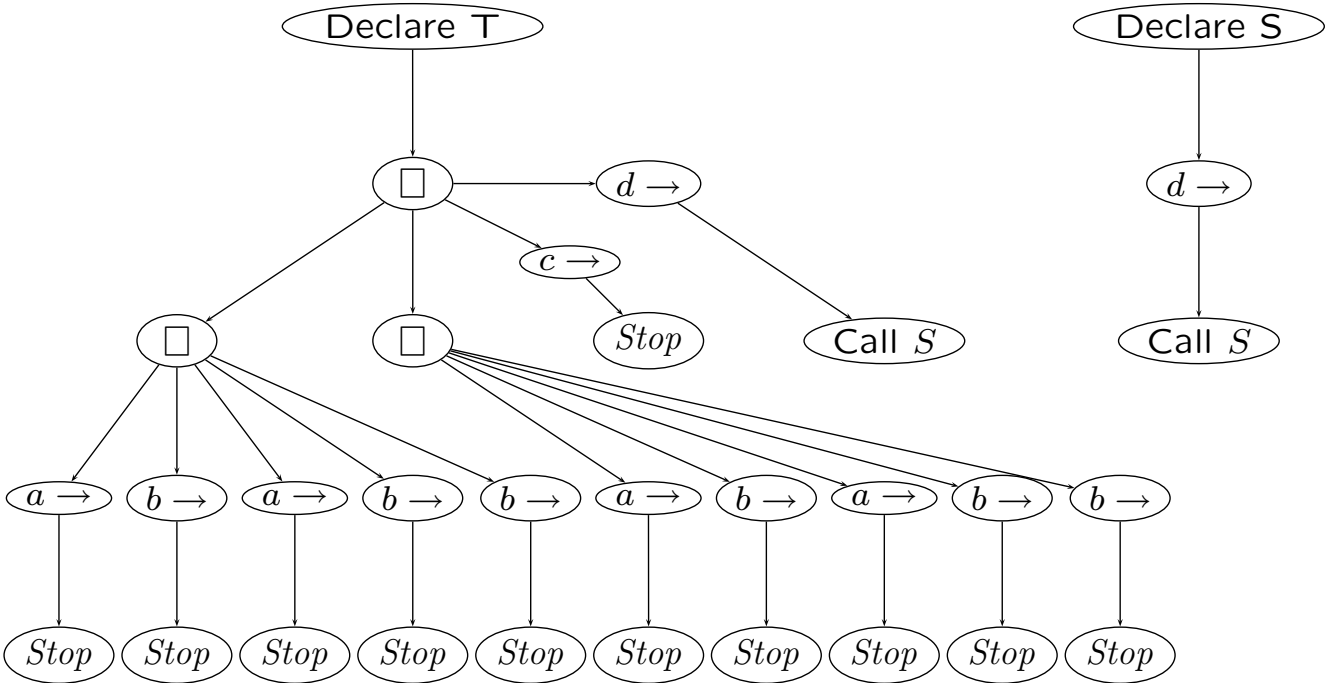 Declare T
Declare S
□
d →
d →
c →
□
□
Stop
Call S
Call S
a →
b →
a →
b →
b →
a →
b →
a →
b →
b →
Stop
Stop
Stop
Stop
Stop
Stop
Stop
Stop
Stop
Stop